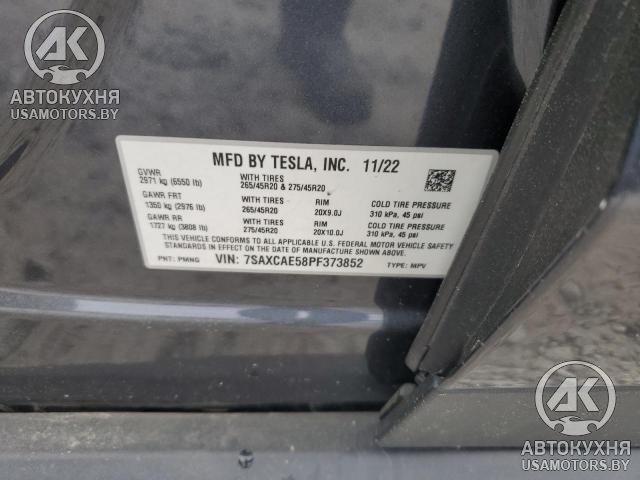 AK
АВТОКУХНЯ
USAMOTORS.BY
MFD BY TESLA, INC. 11/22
GVWR
2971 kg (6550 lb)
WITH TIRES
265/45R20 & 275/45R20
GAWR FRT
1350 kg (2976 lb)
WITH TIRES
265/45R20
RIM
20X9.0J
COLD TIRE PRESSURE
310 kPa, 45 psi
GAWR RR
1727 kg (3808 lb)
WITH TIRES
275/45R20
RIM
20X10.0J
COLD TIRE PRESSURE
310 kPa, 45 psi
THIS VEHICLE CONFORMS TO ALL APPLICABLE U.S. FEDERAL MOTOR VEHICLE SAFETY
STANDARDS IN EFFECT ON THE DATE OF MANUFACTURE SHOWN ABOVE.
PNT: PMNG
VIN: 7SAXCAE58PF373852
TYPE: MPV
AK
АВТОКУХНЯ
USAMOTORS.BY